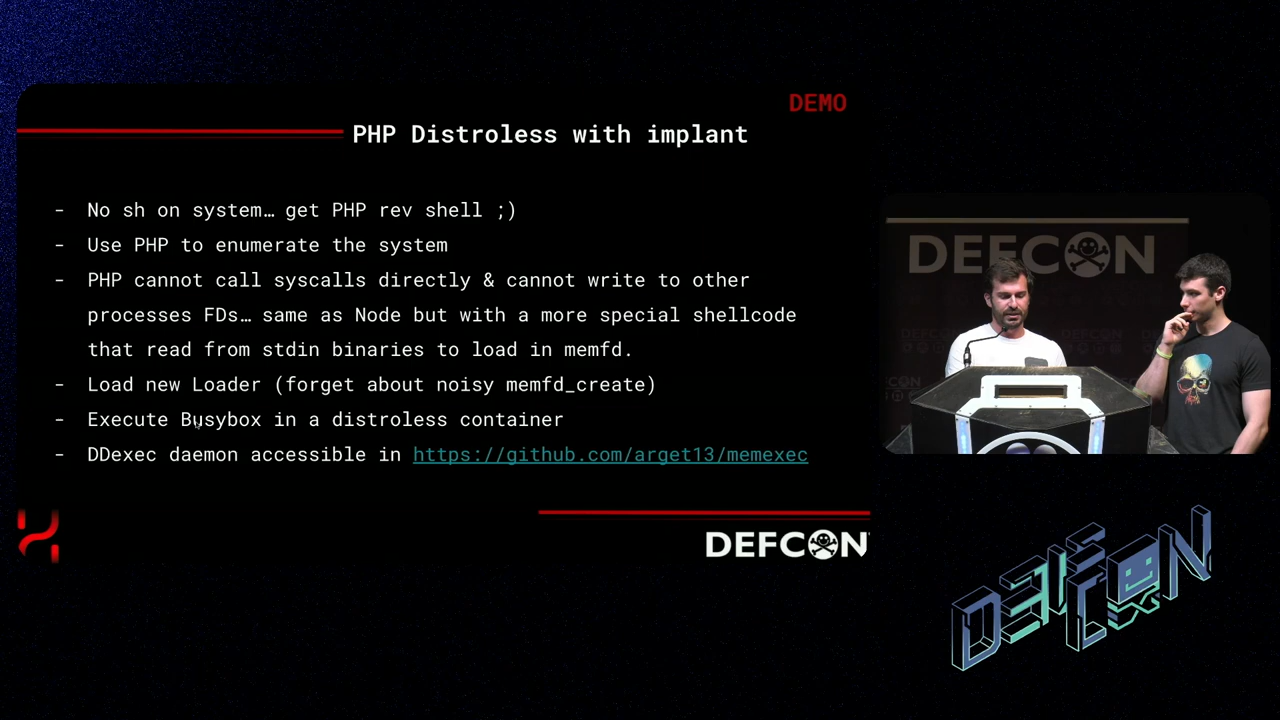 DEMO
PHP Distroless with implant
- No sh on system… get PHP rev shell ;)
- Use PHP to enumerate the system
- PHP cannot call syscalls directly & cannot write to other
processes FDs… same as Node but with a more special shellcode
that read from stdin binaries to load in memfd.
- Load new Loader (forget about noisy memfd_create)
- Execute Busybox in a distroless container
- DDexec daemon accessible in https://github.com/arget13/memexec
DEFCON
DEFCON
DEFCON